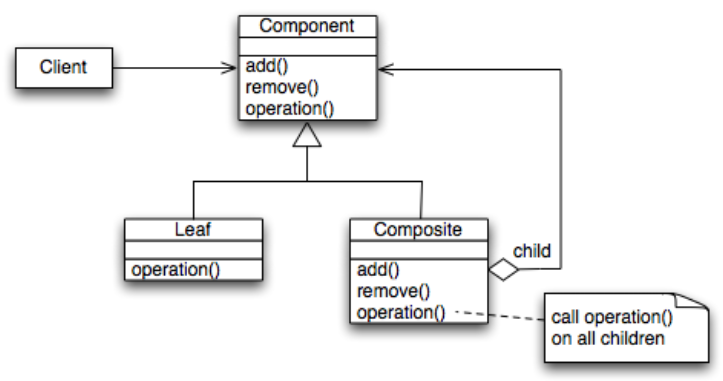 Component
Client
add()
remove()
operation()
Leaf
operation()
Composite
add()
remove()
operation()
child
call operation()
on all children